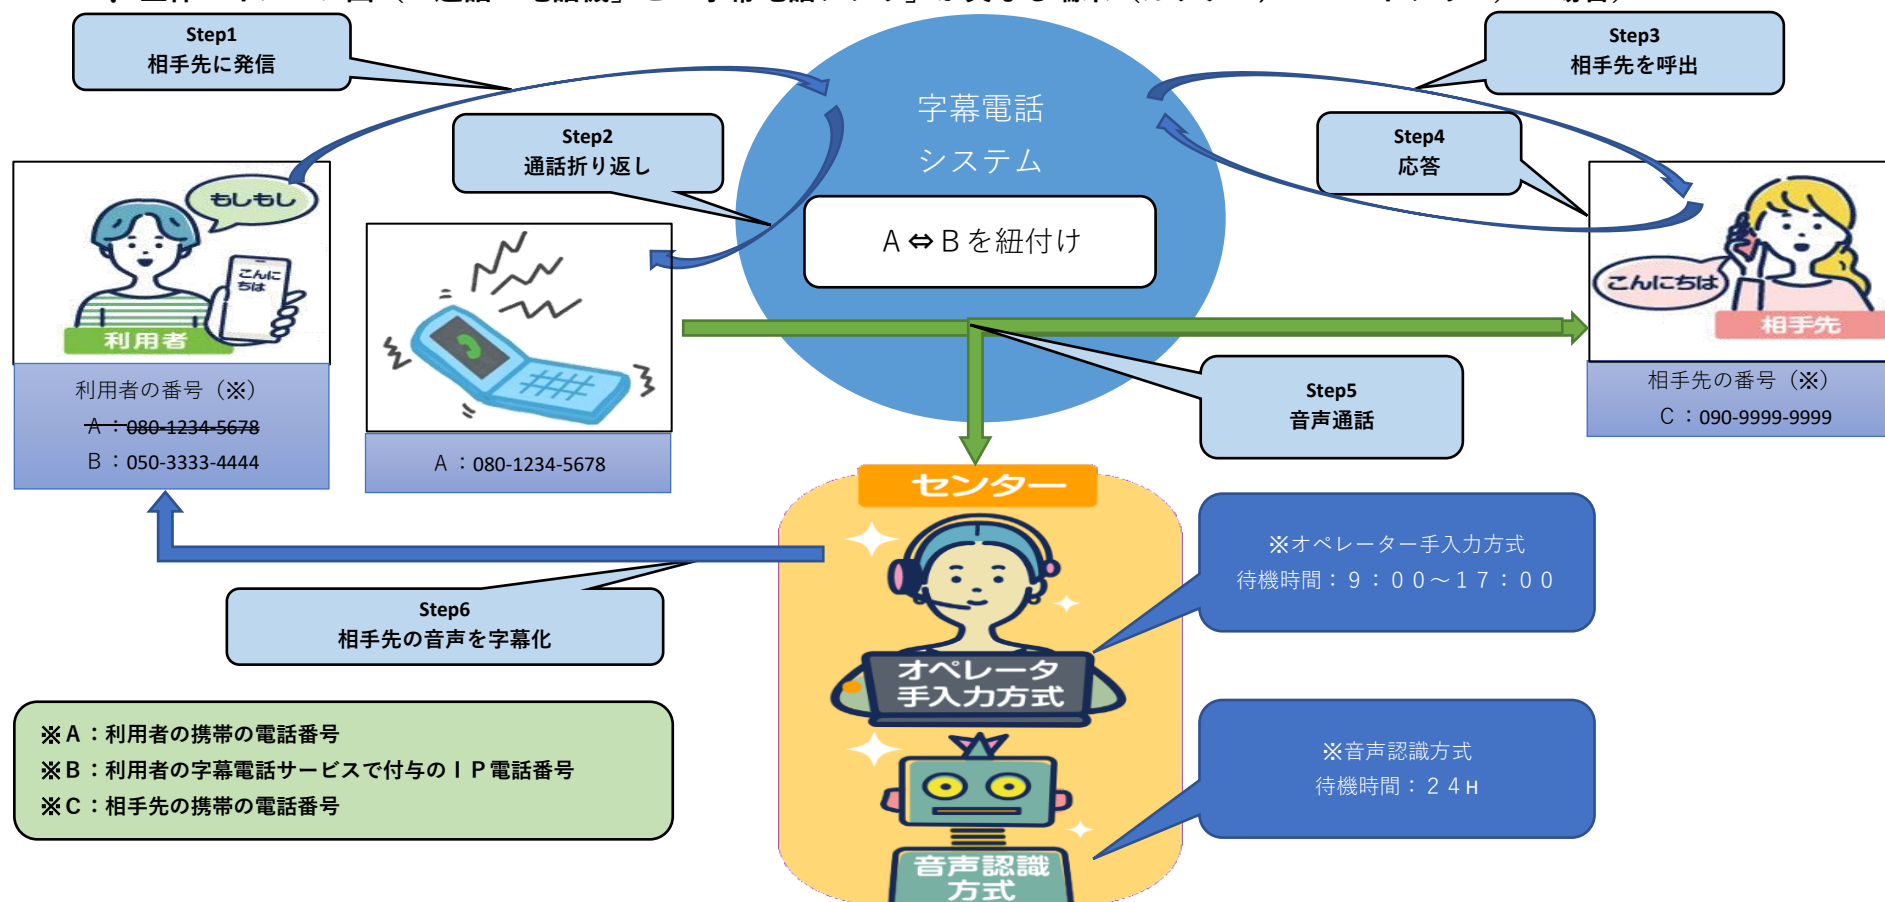 Step1
相手先に発信
Step2
通話折り返し
字幕電話
システム
A⇔Bを紐付け
Step3
相手先を呼出
Step4
応答
もしもし
こんに
ちは
利用者
こんにちは
相手先
利用者の番号（※）
A：080-1234-5678
B：050-3333-4444
A：080-1234-5678
相手先の番号（※）
C：090-9999-9999
Step5
音声通話
センター
※オペレーター手入力方式
待機時間：９：００～１７：００
Step6
相手先の音声を字幕化
オペレータ
手入力方式
※A：利用者の携帯の電話番号
※B：利用者の字幕電話サービスで付与のＩＰ電話番号
※C：相手先の携帯の電話番号
※音声認識方式
待機時間：２４H
音声認識
方式